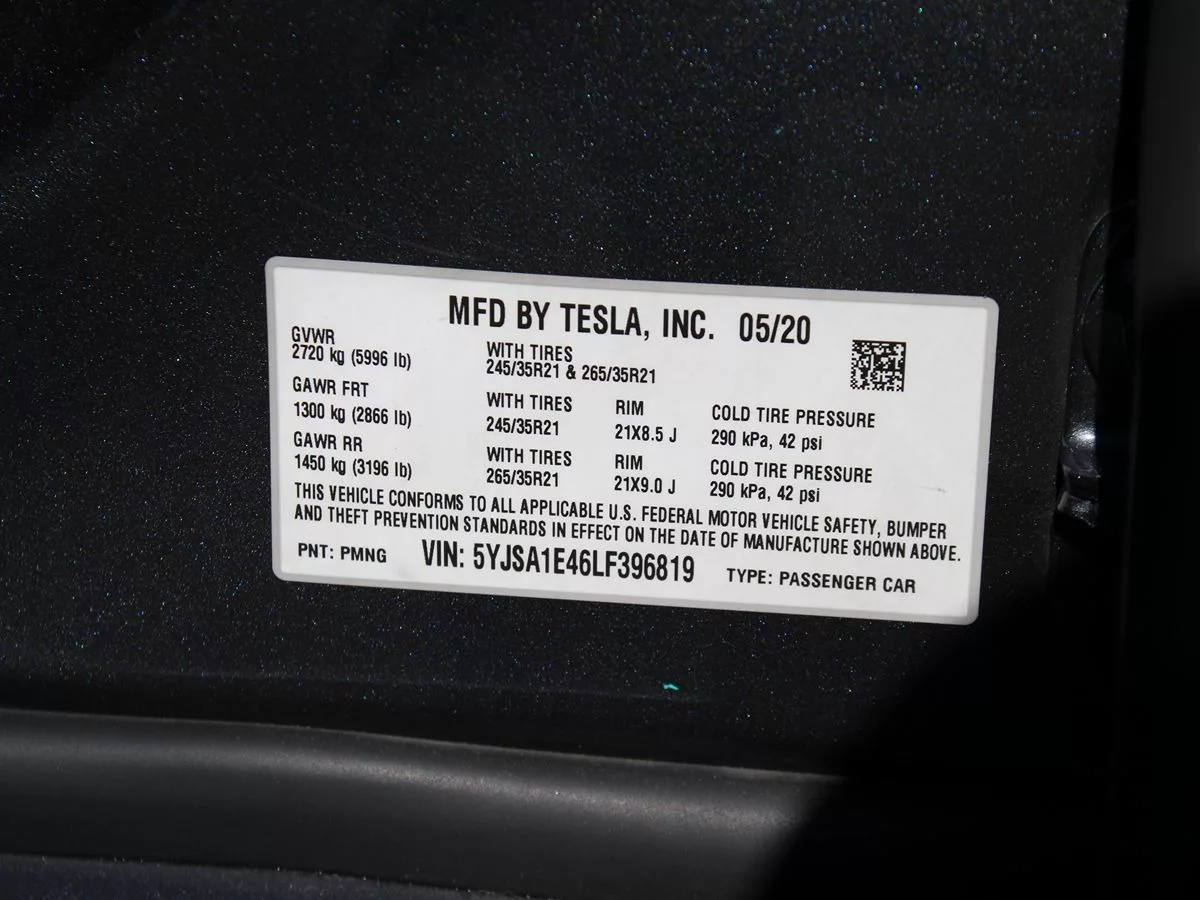 MFD BY TESLA, INC. 05/20
GVWR
2720 kg (5996 lb)
WITH TIRES
245/35R21 & 265/35R21
GAWR FRT
1300 kg (2866 lb)
WITH TIRES
245/35R21
RIM
21X8.5 J
COLD TIRE PRESSURE
290 kPa, 42 psi
GAWR RR
1450 kg (3196 lb)
WITH TIRES
265/35R21
RIM
21X9.0 J
COLD TIRE PRESSURE
290 kPa, 42 psi
THIS VEHICLE CONFORMS TO ALL APPLICABLE U.S. FEDERAL MOTOR VEHICLE SAFETY, BUMPER
AND THEFT PREVENTION STANDARDS IN EFFECT ON THE DATE OF MANUFACTURE SHOWN ABOVE.
PNT: PMNG VIN: 5YJSA1E46LF396819 TYPE: PASSENGER CAR